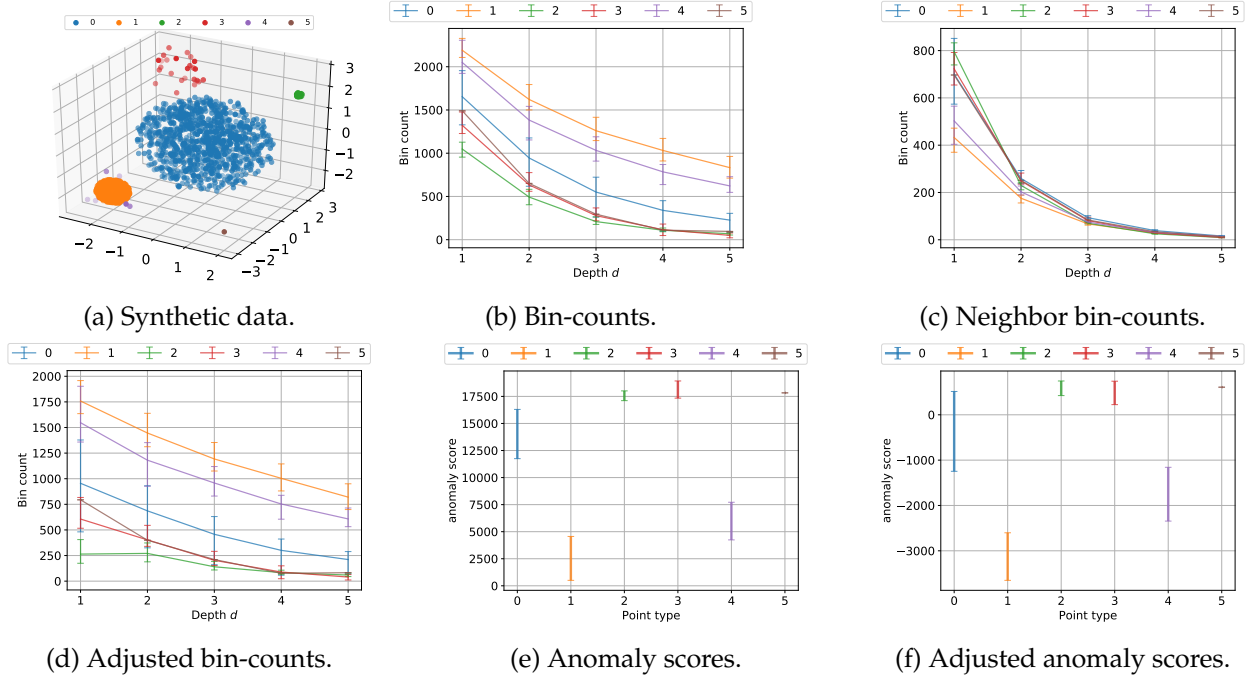 0 1 2 3 4 5
3
2
1
0
−1
−2
−2 −1 0 1 2
−3 −2 −1 0 1 2 3
(a) Synthetic data.
0 1 2 3 4 5
Bin count
2000
1500
1000
500
0
1 2 3 4 5
Depth d
(b) Bin-counts.
0 1 2 3 4 5
Bin count
800
600
400
200
0
1 2 3 4 5
Depth d
(c) Neighbor bin-counts.
0 1 2 3 4 5
Bin count
2000
1750
1500
1250
1000
750
500
250
0
1 2 3 4 5
Depth d
(d) Adjusted bin-counts.
0 1 2 3 4 5
anomaly score
17500
15000
12500
10000
7500
5000
2500
0
0 1 2 3 4 5
Point type
(e) Anomaly scores.
0 1 2 3 4 5
anomaly score
0
−1000
−2000
−3000
0 1 2 3 4 5
Point type
(f) Adjusted anomaly scores.